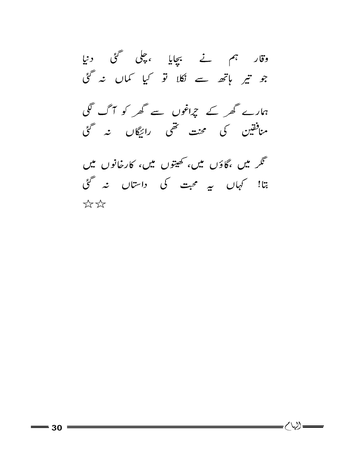 وقار ہم نے بچایا ،چلی گئی دنیا
جو تیر ہاتھ سے نکلا تو کیا کماں نہ گئی
ہمارے گھر کے چراغوں سے گھر کو آگ لگی
منافقین کی محنت تھی رائیگاں نہ گئی
نگر میں ،گاؤں میں، کھیتوں میں، کارخانوں میں
بتا! کہاں یہ محبت کی داستاں نہ گئی
☆☆
30